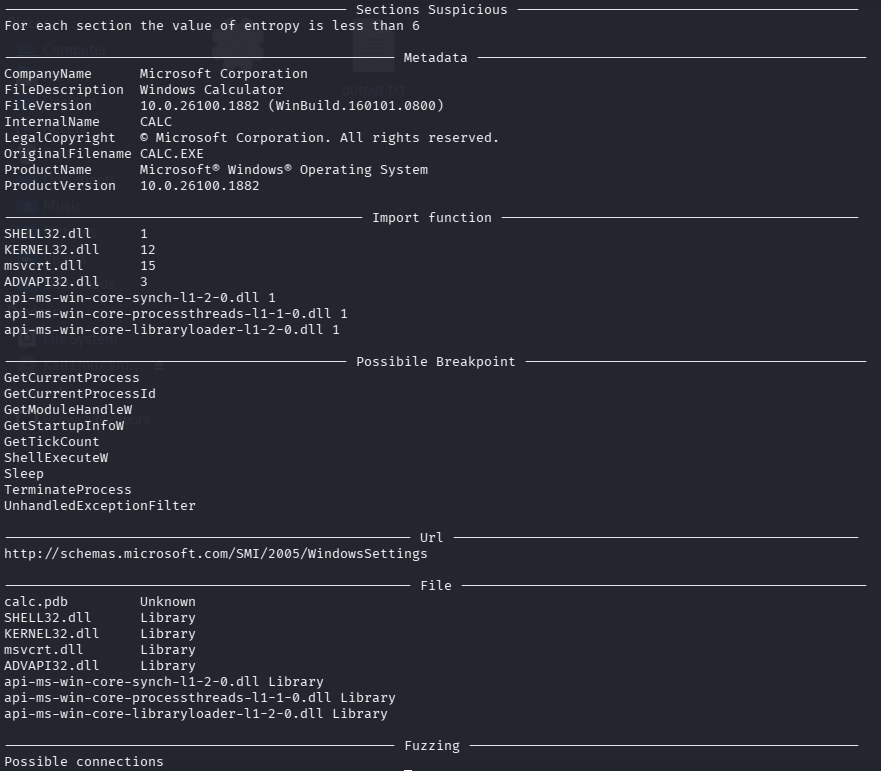 Sections Suspicious
For each section the value of entropy is less than 6
Metadata
CompanyName Microsoft Corporation
FileDescription Windows Calculator
FileVersion 10.0.26100.1882 (WinBuild.160101.0800)
InternalName CALC
LegalCopyright © Microsoft Corporation. All rights reserved.
OriginalFilename CALC.EXE
ProductName Microsoft® Windows® Operating System
ProductVersion 10.0.26100.1882
Import function
SHELL32.dll 1
KERNEL32.dll 12
msvcrt.dll 15
ADVAPI32.dll 3
api-ms-win-core-synch-l1-2-0.dll 1
api-ms-win-core-processthreads-l1-1-0.dll 1
api-ms-win-core-libraryloader-l1-2-0.dll 1
Possibile Breakpoint
GetCurrentProcess
GetCurrentProcessId
GetModuleHandleW
GetStartupInfoW
GetTickCount
ShellExecuteW
Sleep
TerminateProcess
UnhandledExceptionFilter
Url
http://schemas.microsoft.com/SMI/2005/WindowsSettings
File
calc.pdb Unknown
SHELL32.dll Library
KERNEL32.dll Library
msvcrt.dll Library
ADVAPI32.dll Library
api-ms-win-core-synch-l1-2-0.dll Library
api-ms-win-core-processthreads-l1-1-0.dll Library
api-ms-win-core-libraryloader-l1-2-0.dll Library
Fuzzing
Possible connections